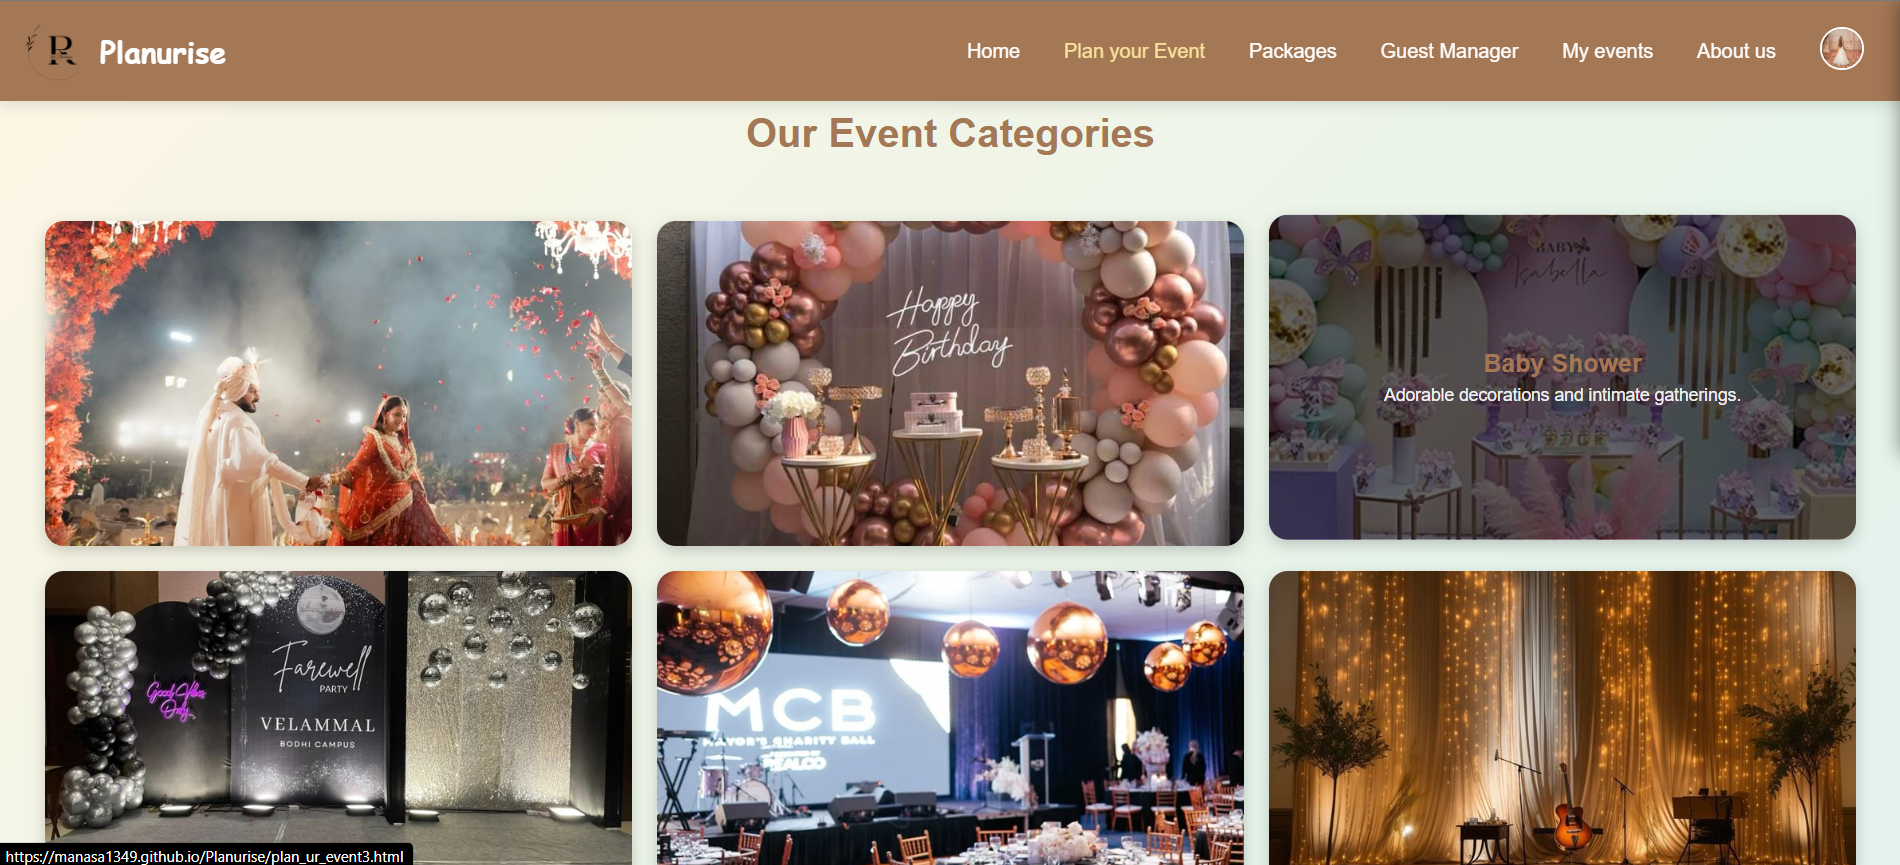 R
Planurise
Home
Plan your Event
Packages
Guest Manager
My events
About us
Our Event Categories
Happy
Birthday
BABY
Isabella
Baby Shower
Adorable decorations and intimate gatherings.
Good Vibes
Only
Farewell
PARTY
VELAMMAL
BODHI CAMPUS
MCB
MAYOR'S CHARITY BALL
REALCO
https://manasa1349.github.io/Planurise/plan_ur_event3.html